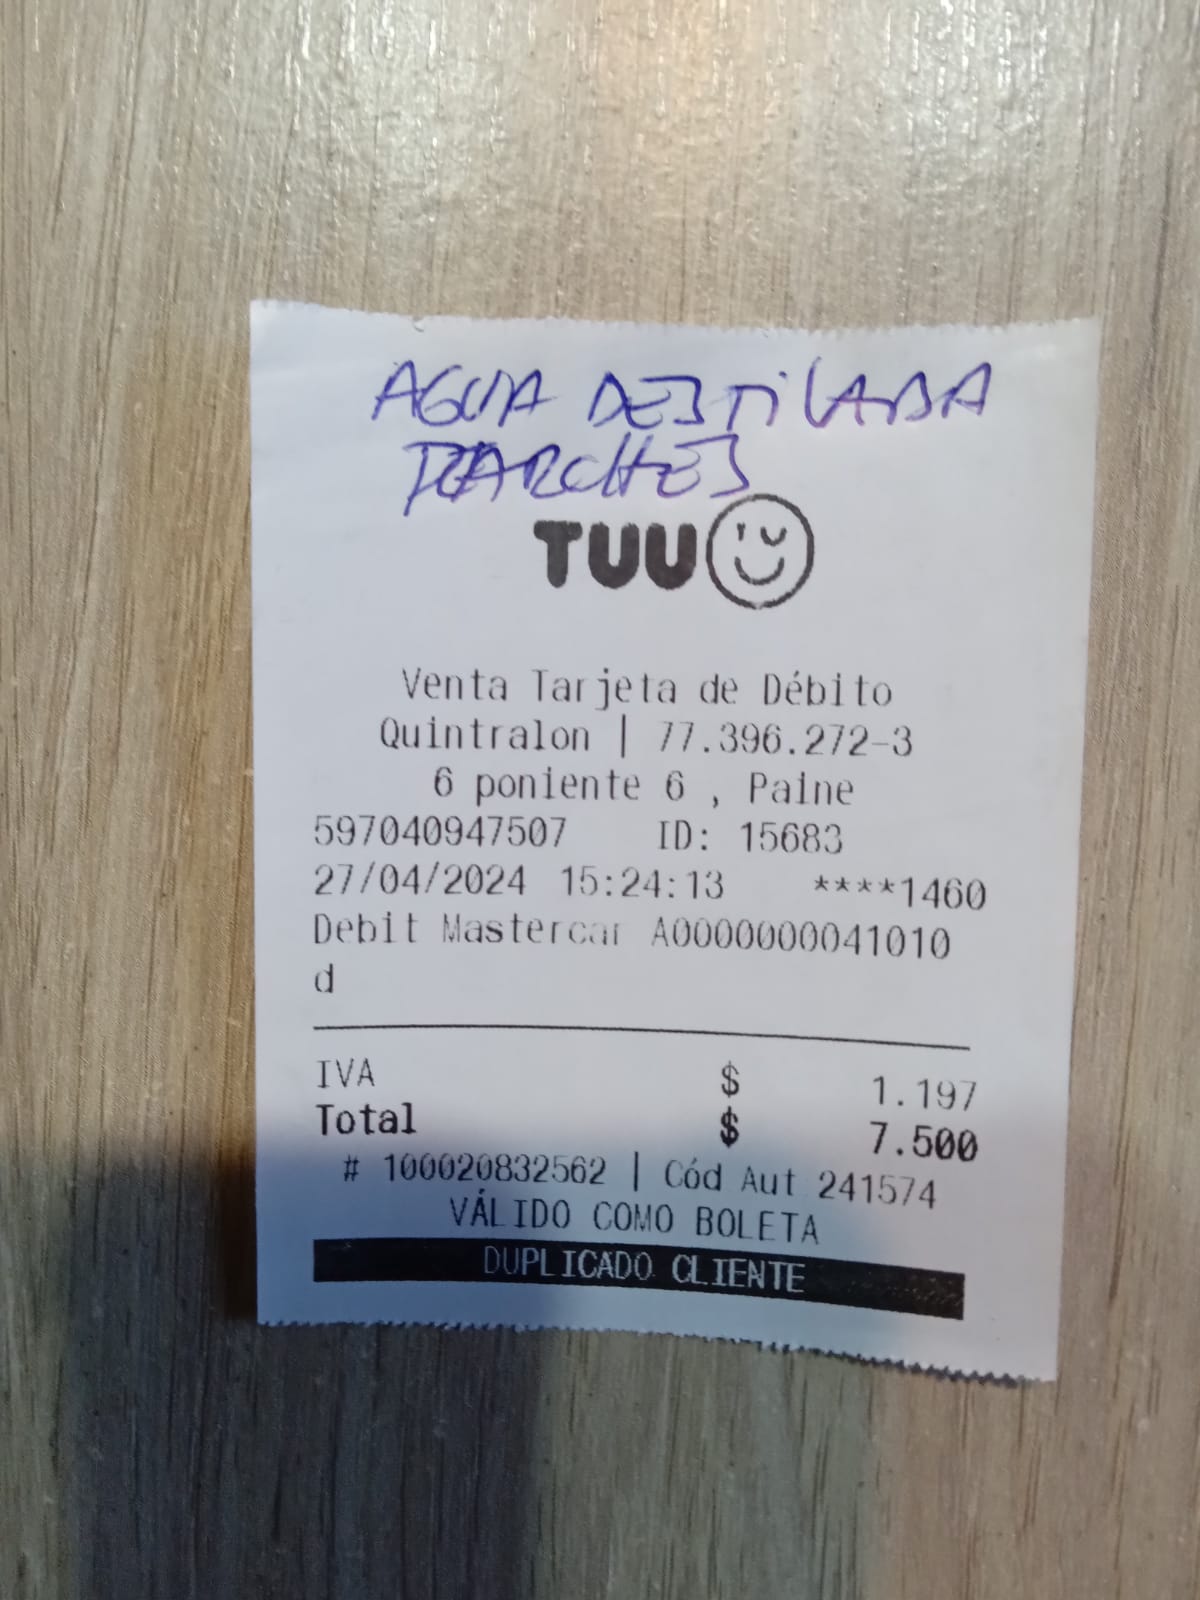 AGUA DESTILADA
PARCHES
TUU
Venta Tarjeta de Débito
Quintralon | 77.396.272-3
6 poniente 6 , Paine
597040947507 ID: 15683
27/04/2024 15:24:13 ****1460
Debit Mastercar A0000000041010
d
IVA $ 1.197
Total $ 7.500
# 100020832562 | Cód Aut 241574
VÁLIDO COMO BOLETA
DUPLICADO CLIENTE